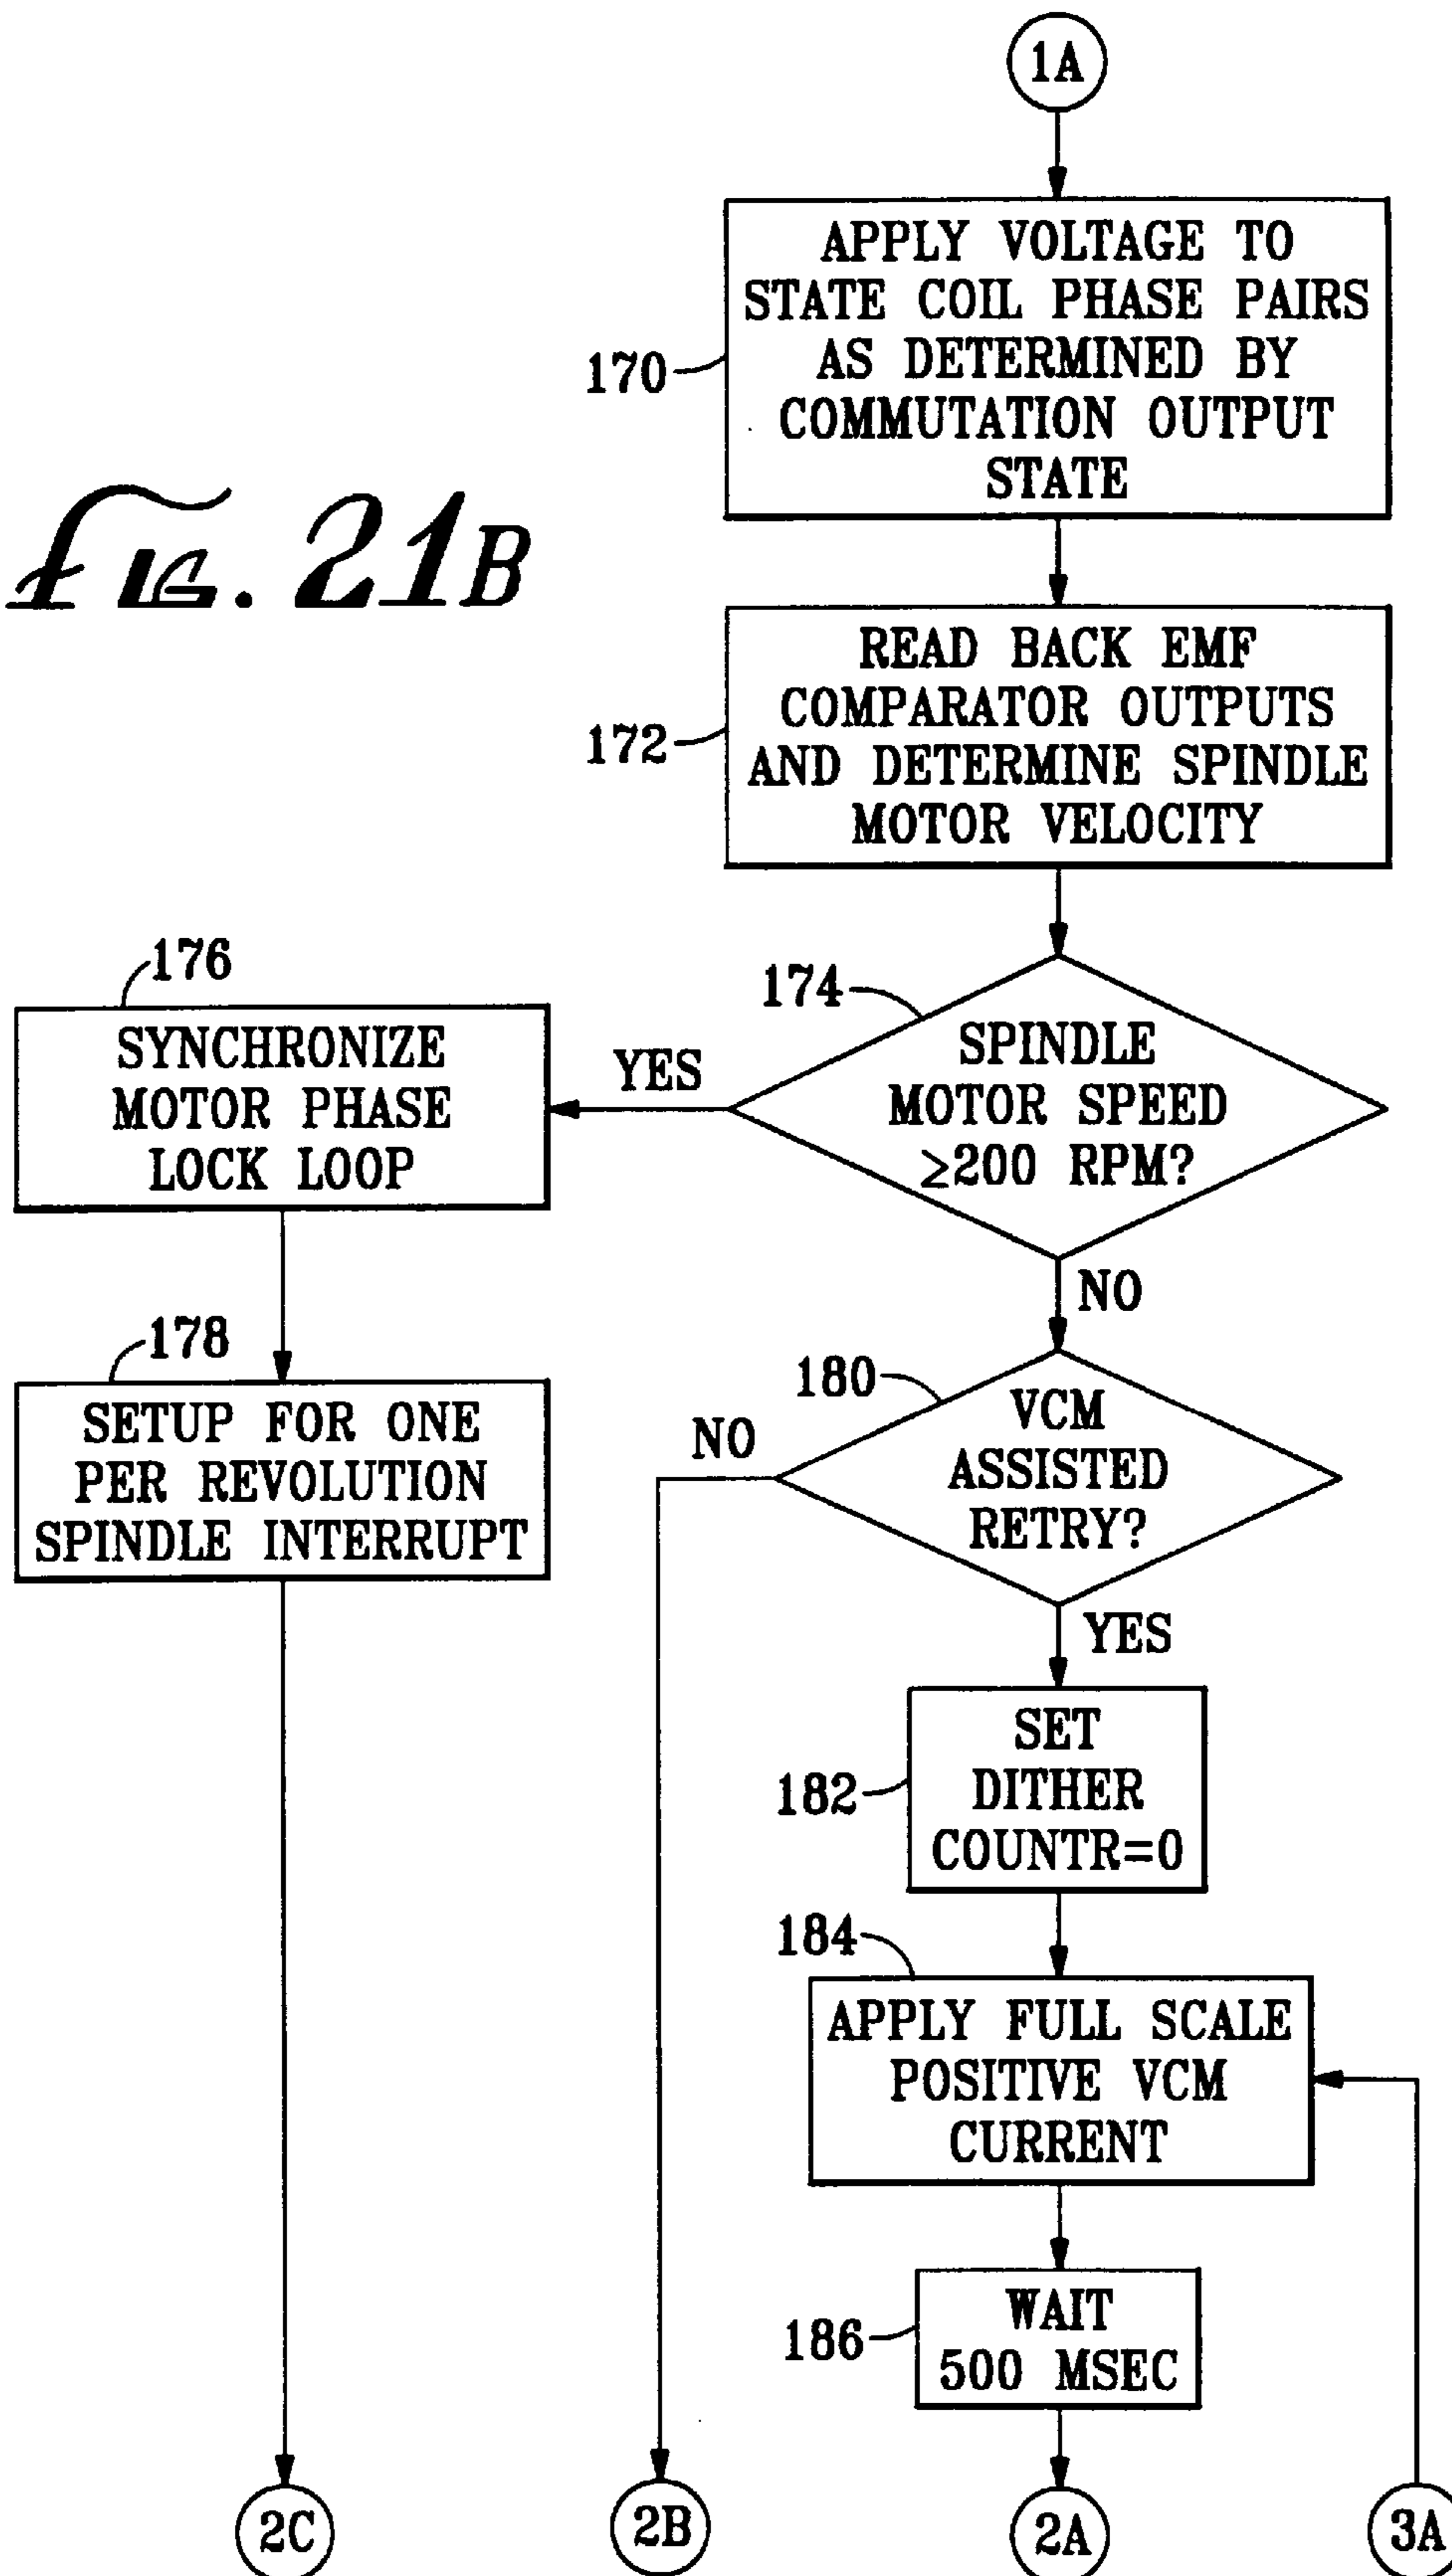 1A
APPLY VOLTAGE TO
STATE COIL PHASE PAIRS
AS DETERMINED BY
COMMUTATION OUTPUT
STATE
170
FIG. 21B
READ BACK EMF
COMPARATOR OUTPUTS
AND DETERMINE SPINDLE
MOTOR VELOCITY
172
174
SPINDLE
MOTOR SPEED
≥200 RPM?
YES
176
SYNCHRONIZE
MOTOR PHASE
LOCK LOOP
NO
178
SETUP FOR ONE
PER REVOLUTION
SPINDLE INTERRUPT
180
VCM
ASSISTED
RETRY?
NO
YES
182
SET
DITHER
COUNTR=0
184
APPLY FULL SCALE
POSITIVE VCM
CURRENT
186
WAIT
500 MSEC
2C
2B
2A
3A